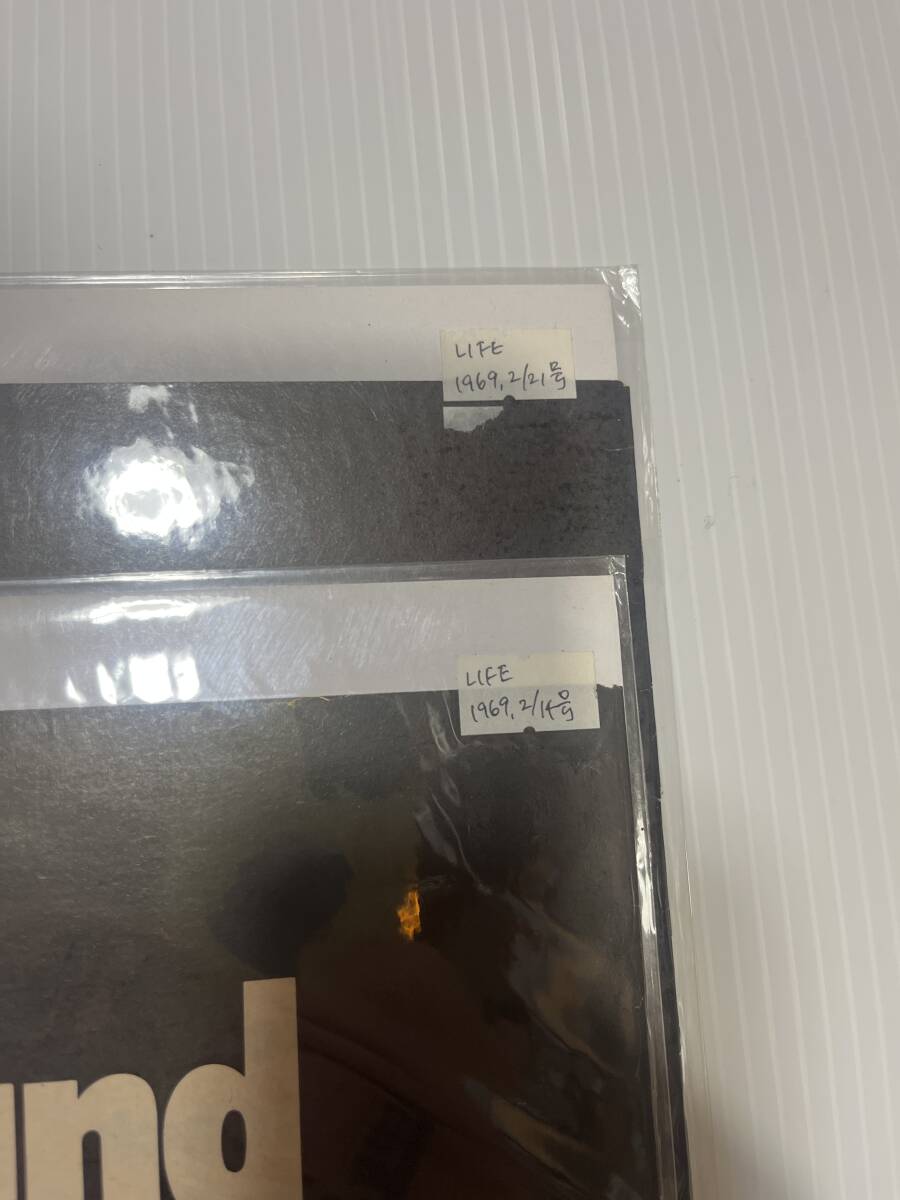 LIFE
1969, 2/21号
LIFE
1969, 2/14号
und